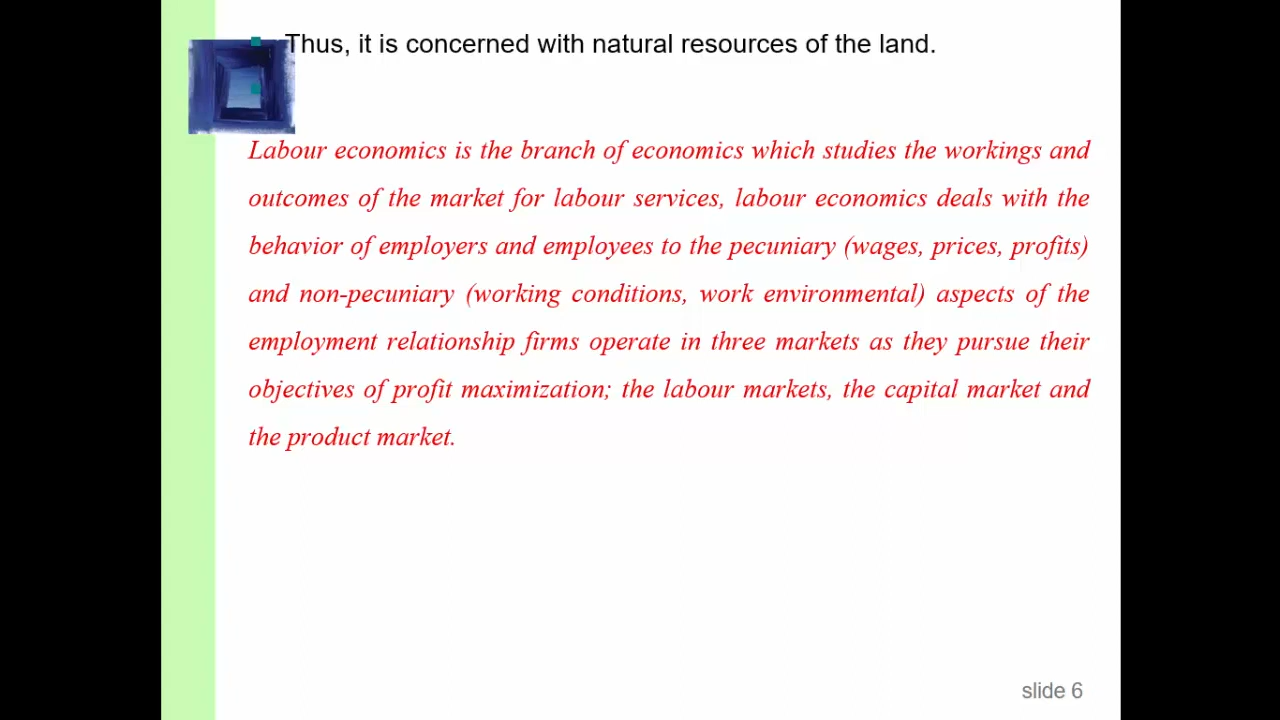 Thus, it is concerned with natural resources of the land.
Labour economics is the branch of economics which studies the workings and
outcomes of the market for labour services, labour economics deals with the
behavior of employers and employees to the pecuniary (wages, prices, profits)
and non-pecuniary (working conditions, work environmental) aspects of the
employment relationship firms operate in three markets as they pursue their
objectives of profit maximization; the labour markets, the capital market and
the product market.
slide 6